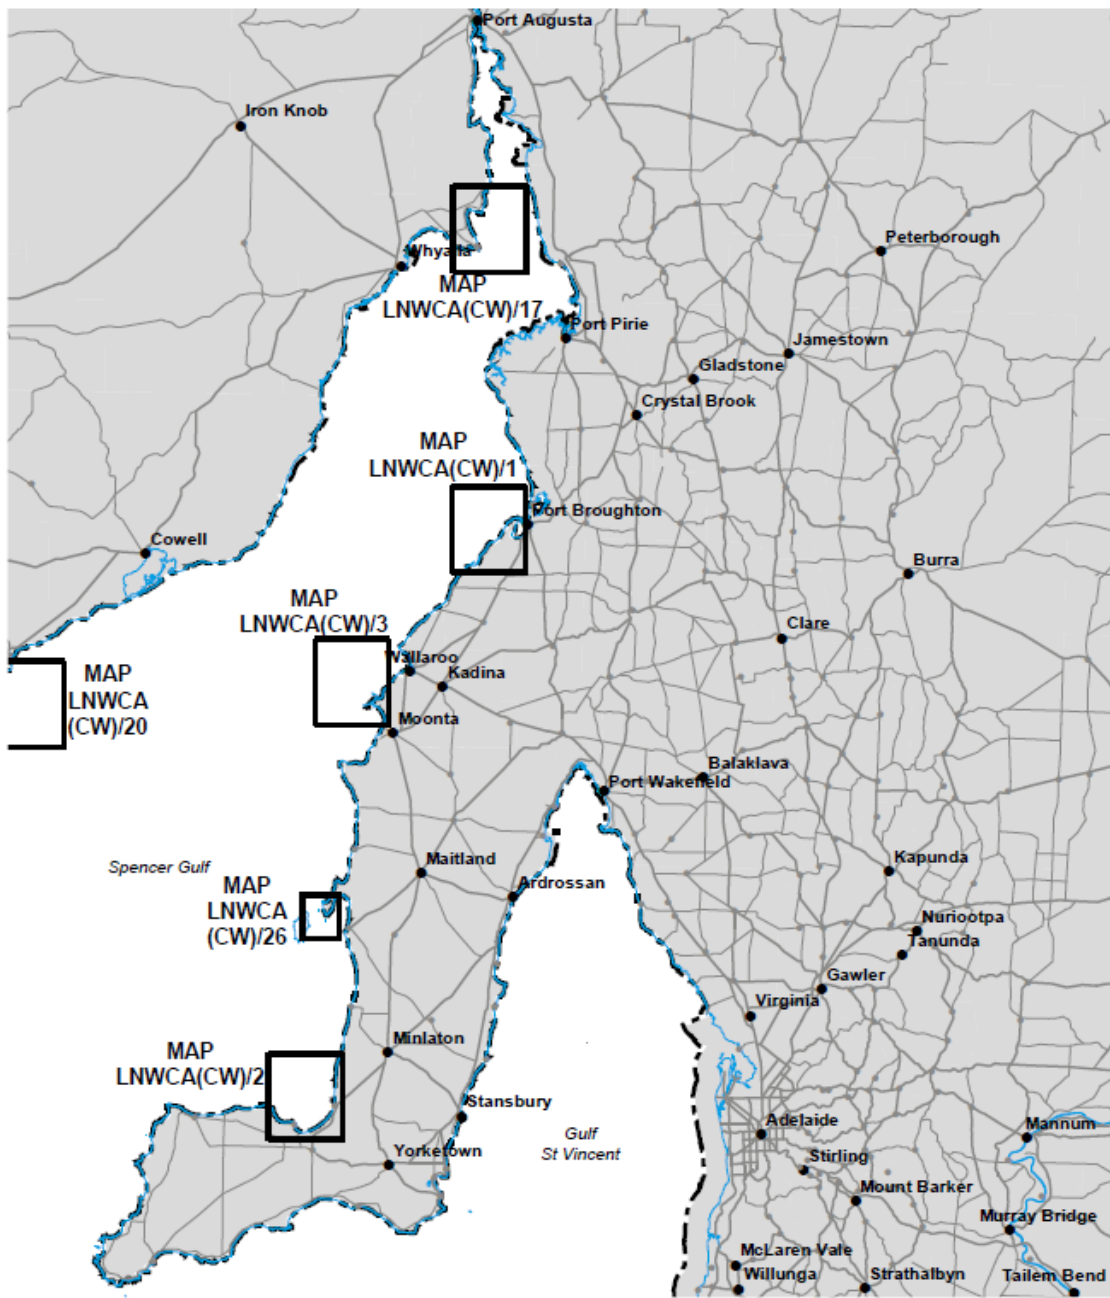 Port Augusta
Iron Knob
Peterborough
Whyalla
MAP
LNWCA(CW)/17
Port Pirie
Jamestown
Gladstone
Crystal Brook
MAP
LNWCA(CW)/1
Port Broughton
Cowell
Burra
MAP
LNWCA(CW)/3
Clare
Wallaroo
Kadina
MAP
LNWCA
(CW)/20
Moonta
Balaklava
Port Wakefield
Spencer Gulf
Maitland
Kapunda
Ardrossan
MAP
LNWCA
(CW)/26
Nuriootpa
Tanunda
Gawler
Virginia
Minlaton
MAP
LNWCA(CW)/2
Stansbury
Adelaide
Mannum
Gulf
St Vincent
Yorketown
Stirling
Mount Barker
Murray Bridge
McLaren Vale
Willunga
Strathalbyn
Tailem Bend